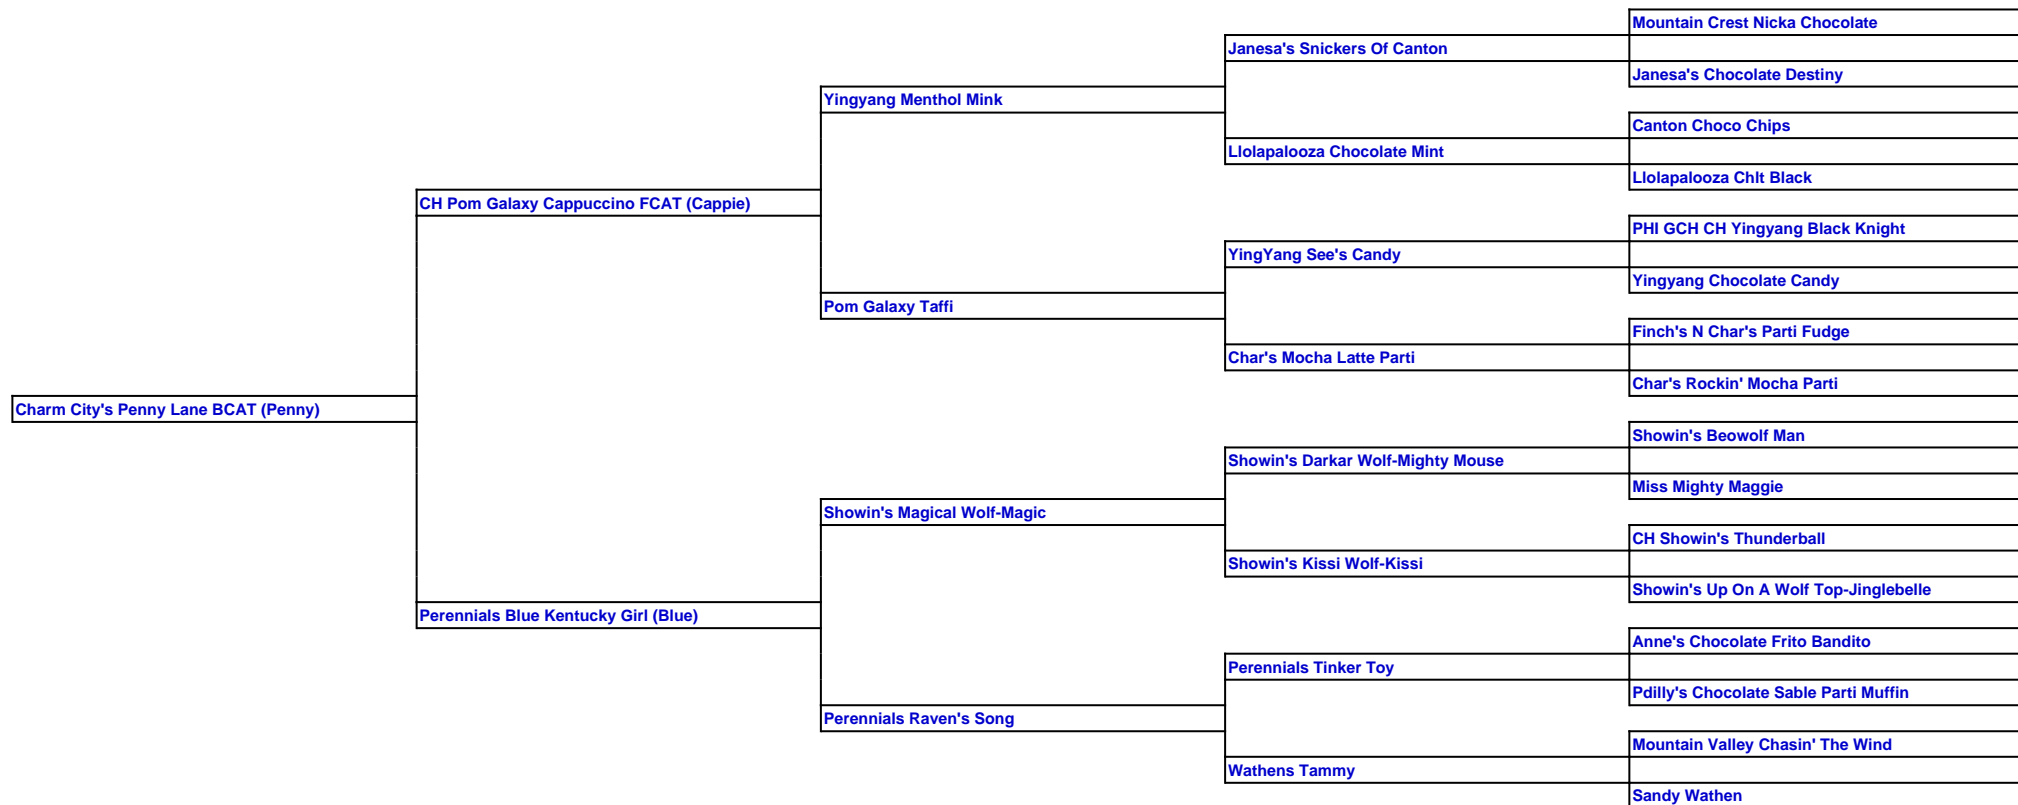 Mountain Crest Nicka Chocolate
Janesa's Snickers Of Canton
Janesa's Chocolate Destiny
Yingyang Menthol Mink
Canton Choco Chips
Llolapalooza Chocolate Mint
Llolapalooza Chlt Black
CH Pom Galaxy Cappuccino FCAT (Cappie)
PHI GCH CH Yingyang Black Knight
YingYang See's Candy
Yingyang Chocolate Candy
Pom Galaxy Taffi
Finch's N Char's Parti Fudge
Char's Mocha Latte Parti
Char's Rockin' Mocha Parti
Charm City's Penny Lane BCAT (Penny)
Showin's Beowolf Man
Showin's Darkar Wolf-Mighty Mouse
Miss Mighty Maggie
Showin's Magical Wolf-Magic
CH Showin's Thunderball
Showin's Kissi Wolf-Kissi
Showin's Up On A Wolf Top-Jinglebelle
Perennials Blue Kentucky Girl (Blue)
Anne's Chocolate Frito Bandito
Perennials Tinker Toy
Pdilly's Chocolate Sable Parti Muffin
Perennials Raven's Song
Mountain Valley Chasin' The Wind
Wathens Tammy
Sandy Wathen